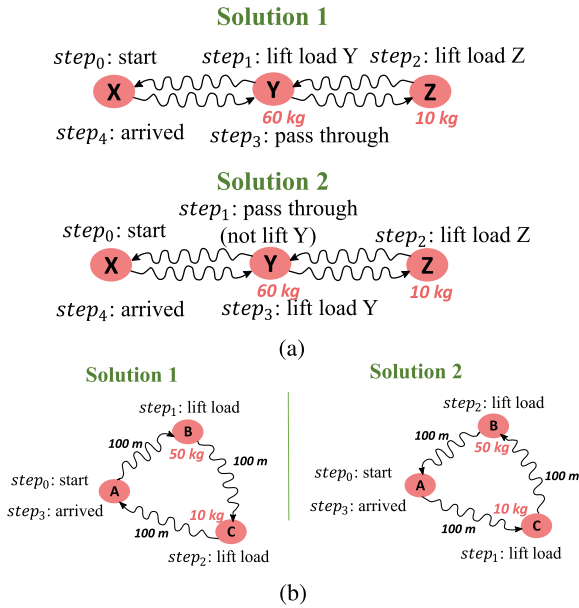 Solution 1
step₀: start
step₁: lift load Y
step₂: lift load Z
X
Y
Z
60 kg
10 kg
step₄: arrived
step₃: pass through
Solution 2
step₁: pass through
(not lift Y)
step₀: start
step₂: lift load Z
X
Y
Z
60 kg
10 kg
step₄: arrived
step₃: lift load Y
(a)
Solution 1
step₁: lift load
B
50 kg
100 m
100 m
step₀: start
A
step₃: arrived
10 kg
C
100 m
step₂: lift load
Solution 2
step₂: lift load
B
50 kg
100 m
100 m
step₀: start
A
step₃: arrived
10 kg
C
100 m
step₁: lift load
(b)